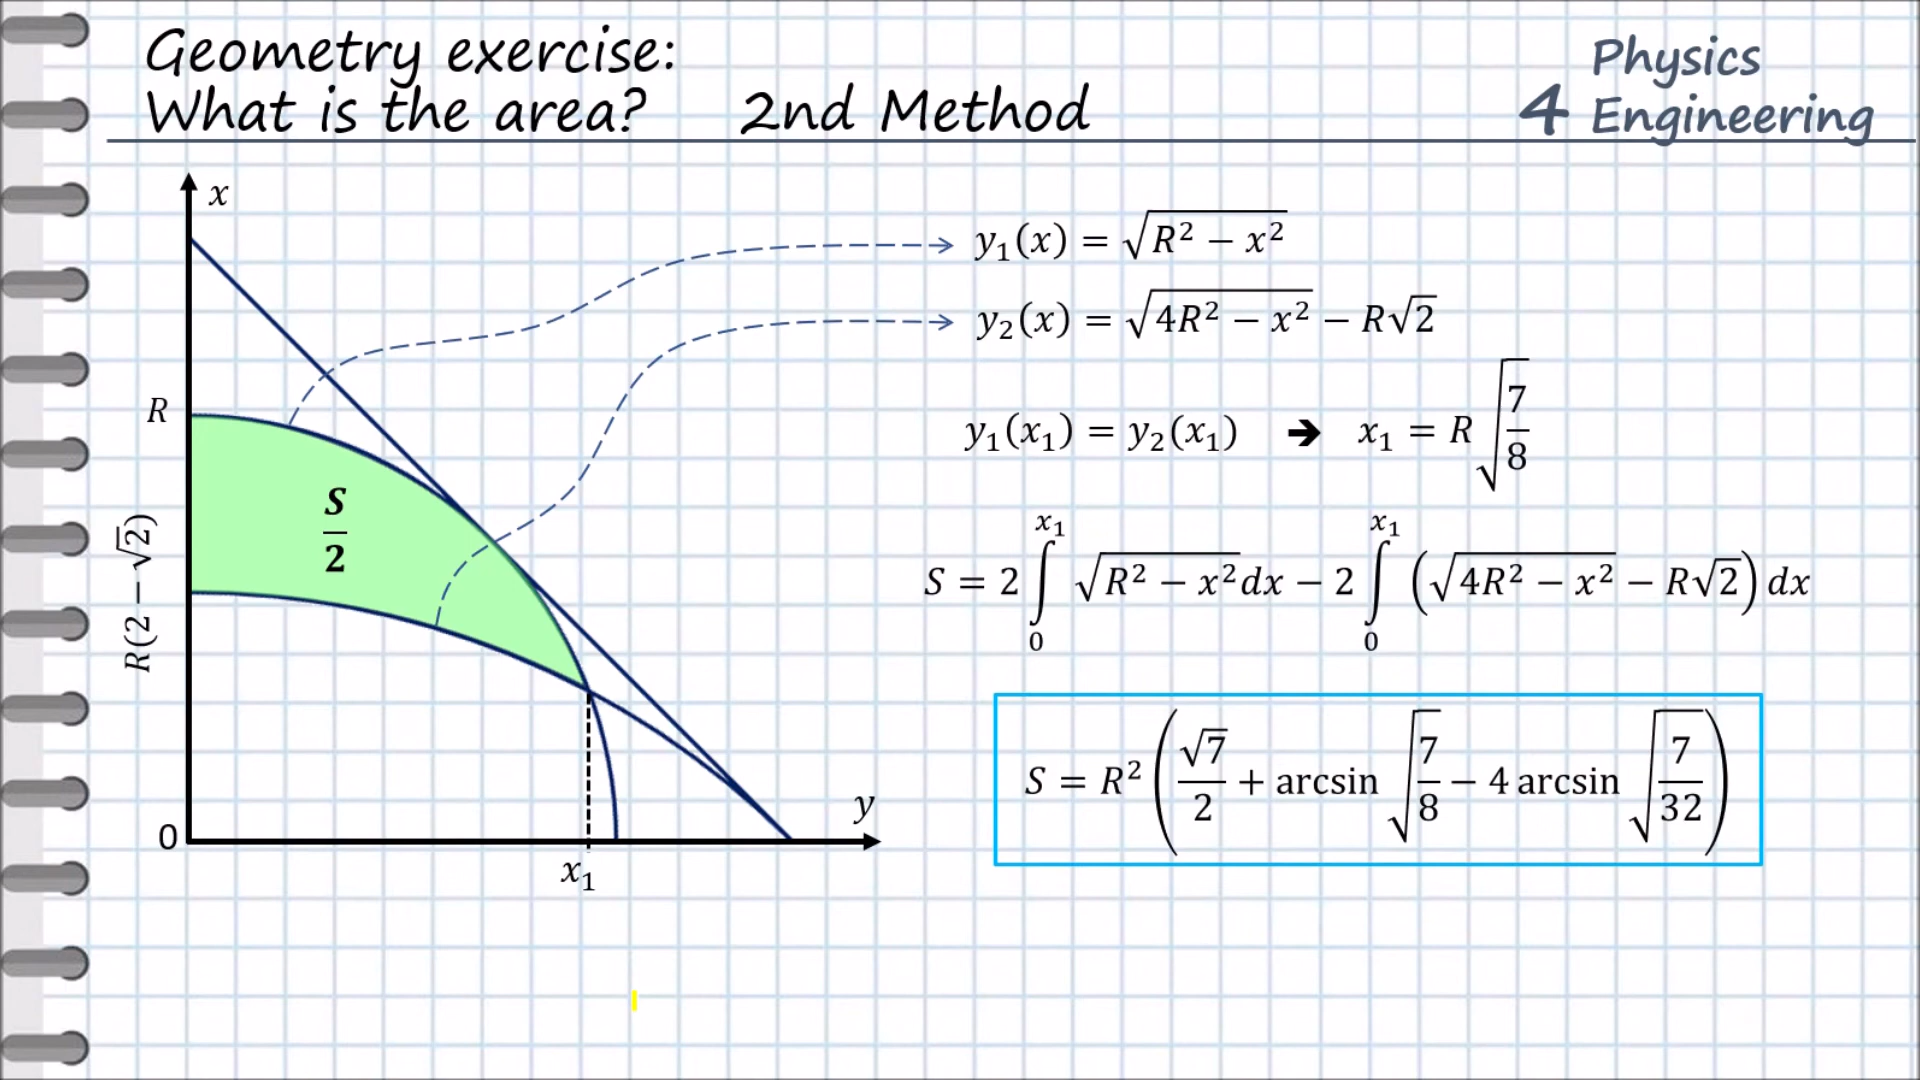 Geometry exercise:
What is the area? 2nd Method
Physics
4 Engineering
x
y₁(x) = √(R² − x²)
y₂(x) = √(4R² − x²) − R√2
R
y₁(x₁) = y₂(x₁) ➔ x₁ = R √(7/8)
S/2
R(2 − √2)
S = 2 ∫₀^x₁ √(R² − x²) dx − 2 ∫₀^x₁ (√(4R² − x²) − R√2) dx
S = R² (√7/2 + arcsin √(7/8) − 4 arcsin √(7/32))
y
0
x₁